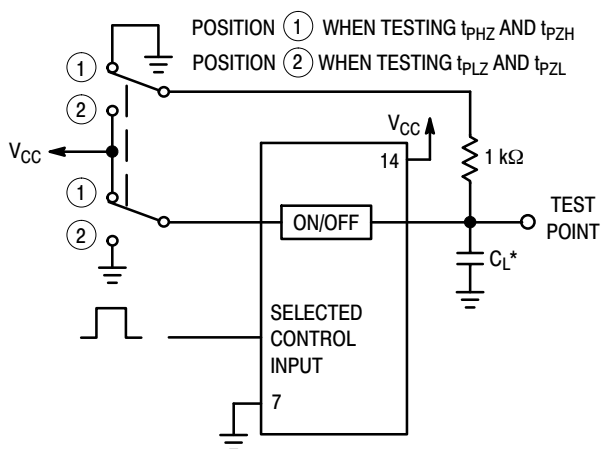 POSITION 1 WHEN TESTING tPHZ AND tPZH
POSITION 2 WHEN TESTING tPLZ AND tPZL
1
2
VCC
1
2
VCC
14
1 kΩ
ON/OFF
TEST
POINT
CL*
SELECTED
CONTROL
INPUT
7